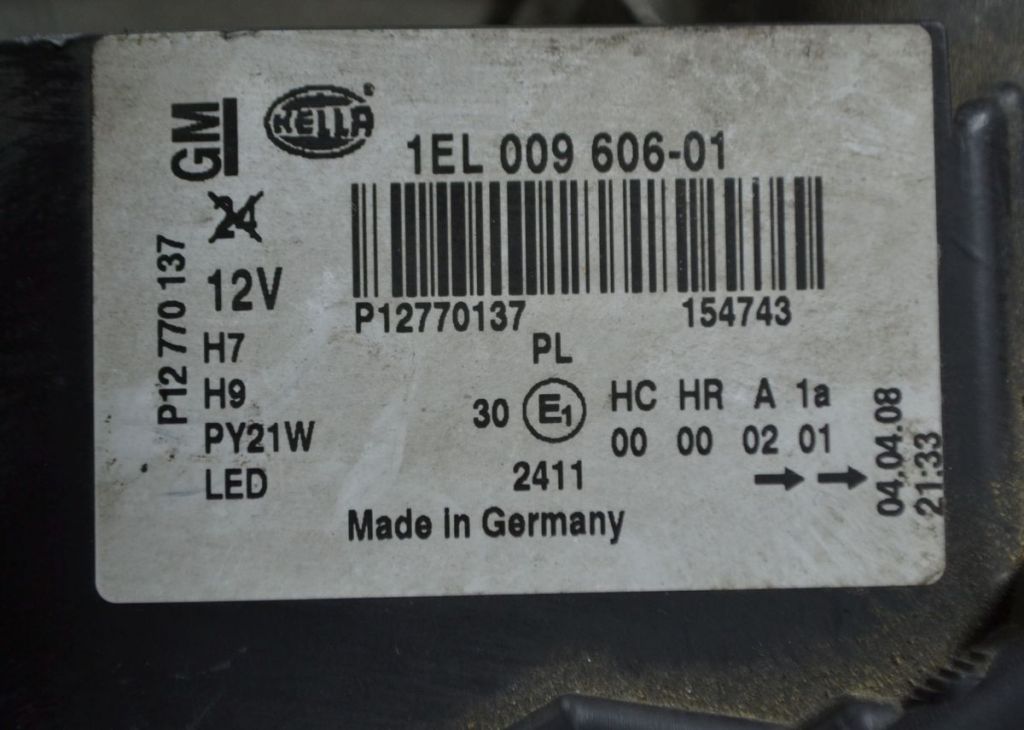 GM
HELLA
1EL 009 606-01
24
P12 770 137
12V
P12770137 154743
H7
PL
H9
30 E1 HC HR A 1a
PY21W
00 00 02 01
LED
2411
04.04.08
21:33
Made in Germany